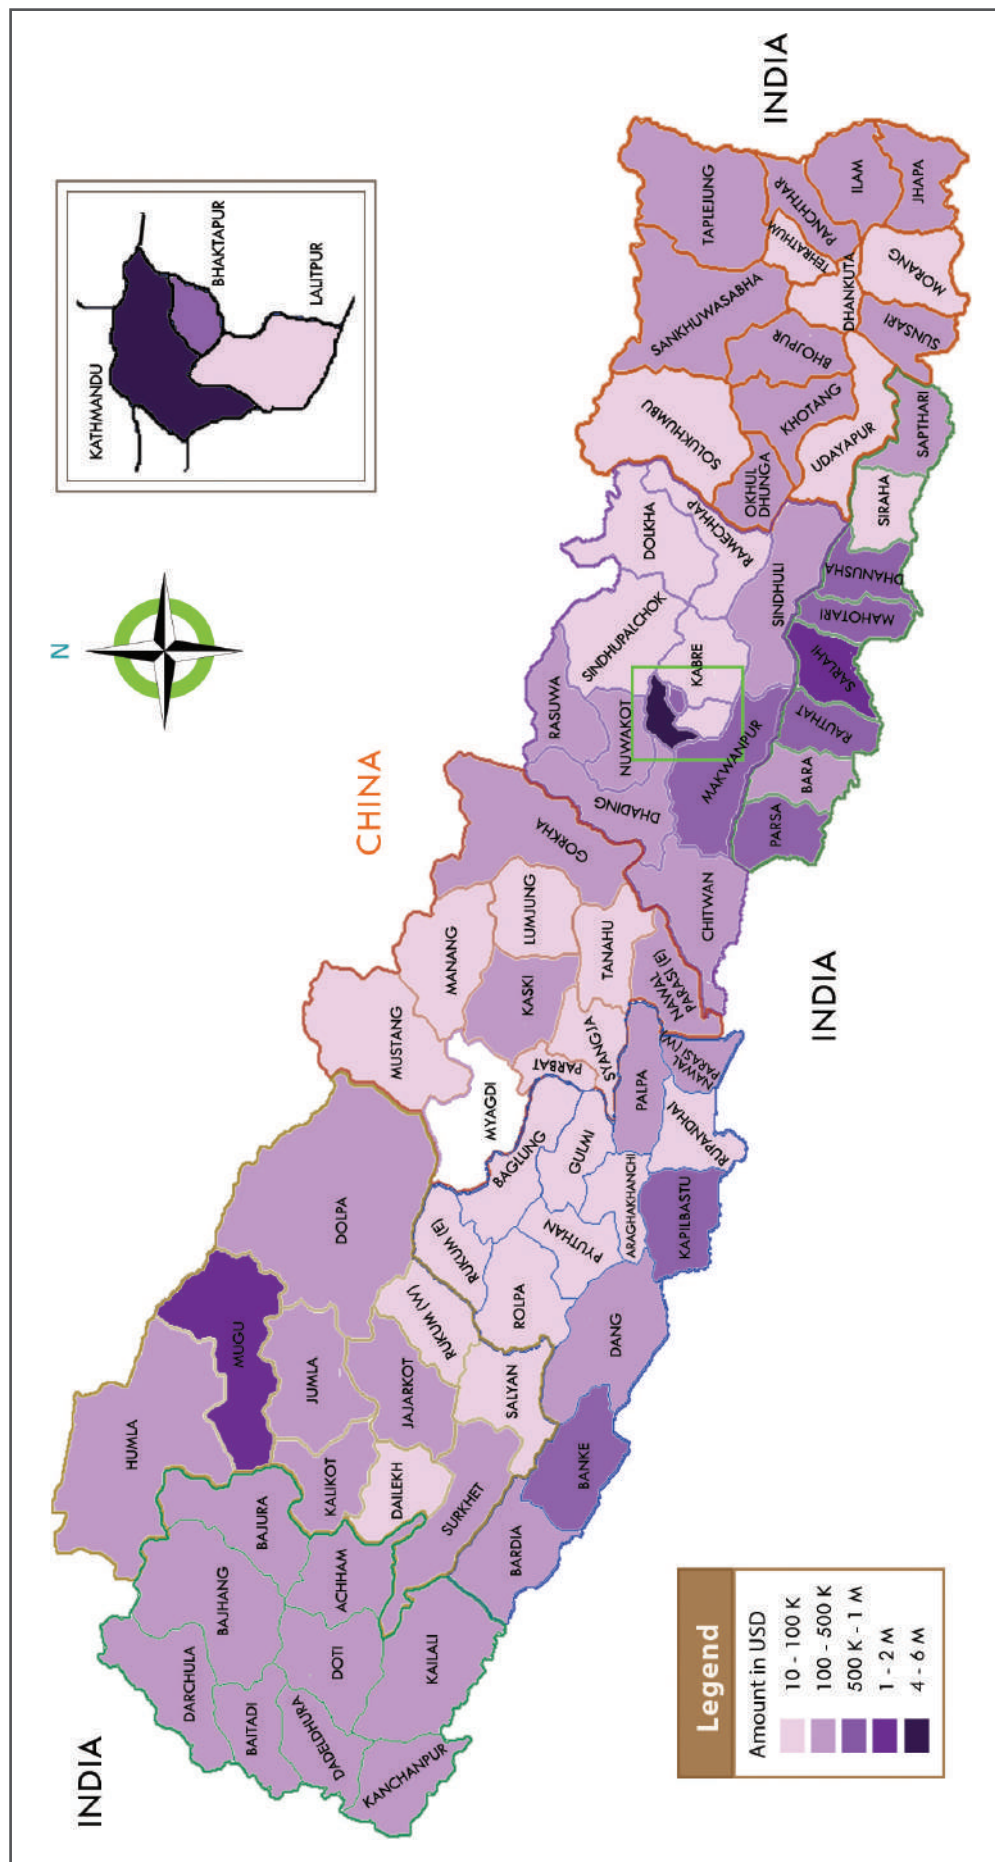 N
CHINA
INDIA
INDIA
INDIA
KATHMANDU
BHAKTAPUR
LALITPUR
HUMLA
MUGU
DOLPA
JUMLA
KALIKOT
JAJARKOT
DAILEKH
RUKUM (W)
SALYAN
SURKHET
DARCHULA
BAJHANG
BAJURA
BAITADI
DADELDHURA
DOTI
ACHHAM
KANCHANPUR
KAILALI
BARDIA
BANKE
DANG
RUKUM (E)
ROLPA
PYUTHAN
BAGLUNG
GULMI
ARAGHAKHANCHI
KAPILBASTU
PALPA
RUPANDHAI
NAWAL
PARASI (W)
MUSTANG
MYAGDI
MANANG
KASKI
PARBAT
SYANGJA
LUMJUNG
TANAHU
GORKHA
NAWAL
PARASI (E)
CHITWAN
DHADING
RASUWA
NUWAKOT
MAKWANPUR
SINDHUPALCHOK
KABRE
DOLKHA
RAMECHHAP
SINDHULI
PARSA
BARA
RAUTHAT
SARLAHI
MAHOTARI
DHANUSHA
SIRAHA
SAPTHARI
SOLUKHUMBU
OKHUL
DHUNGA
KHOTANG
UDAYAPUR
SANKHUWASABHA
BHOJPUR
TAPLEJUNG
TEHRATHUM
PANCHTHAR
DHANKUTA
SUNSARI
MORANG
ILAM
JHAPA
Legend
Amount in USD
10 - 100 K
100 - 500 K
500 K - 1 M
1 - 2 M
4 - 6 M